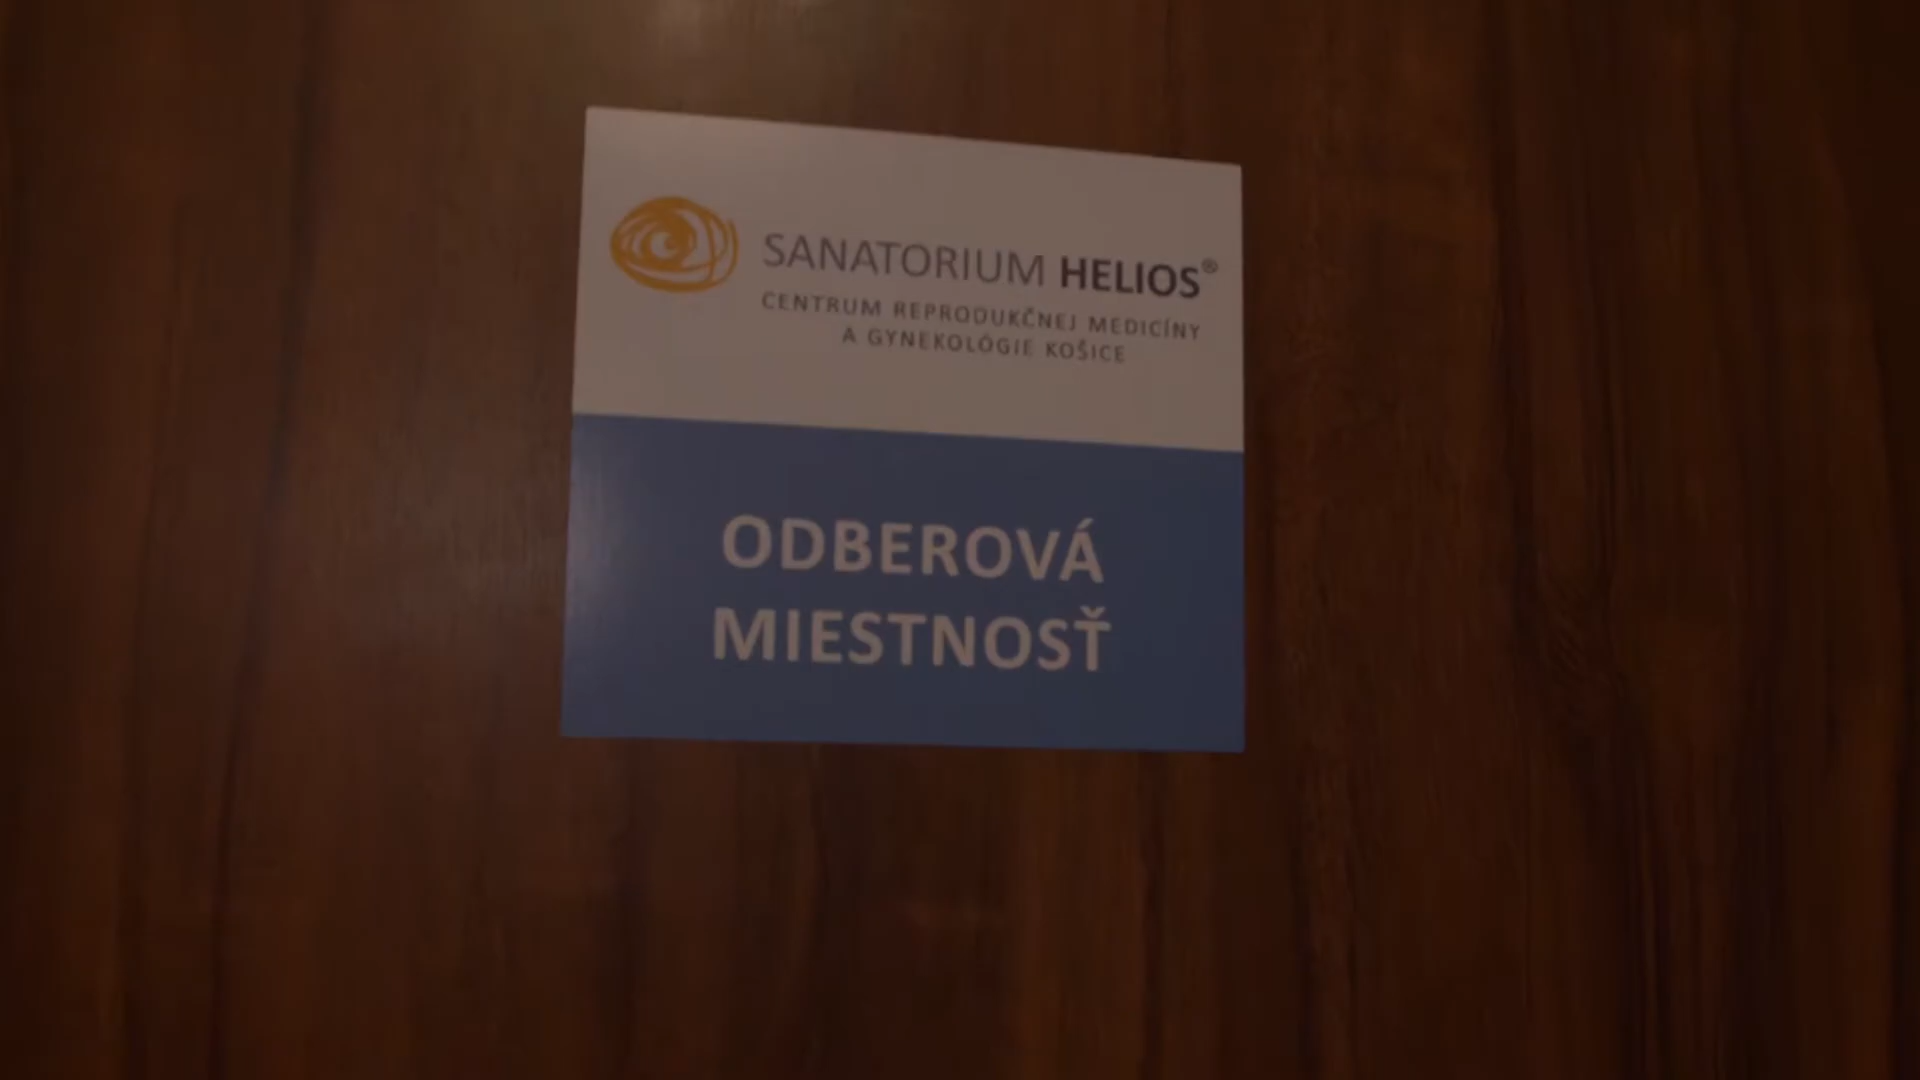 SANATORIUM HELIOS®
CENTRUM REPRODUKČNEJ MEDICÍNY
A GYNEKOLÓGIE KOŠICE
ODBEROVÁ
MIESTNOSŤ